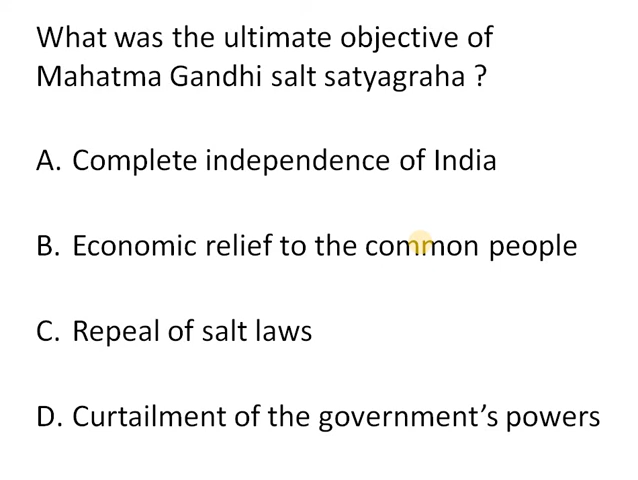 What was the ultimate objective of
Mahatma Gandhi salt satyagraha ?
A. Complete independence of India
B. Economic relief to the common people
C. Repeal of salt laws
D. Curtailment of the government’s powers